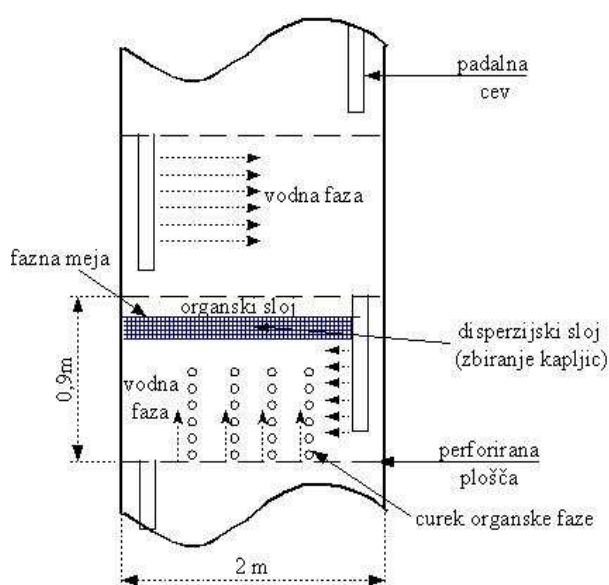 padalna
cev
vodna faza
fazna meja
organski sloj
disperzijski sloj
(zbiranje kapljic)
0,9m
vodna
faza
perforirana
plošča
curek organske faze
2 m